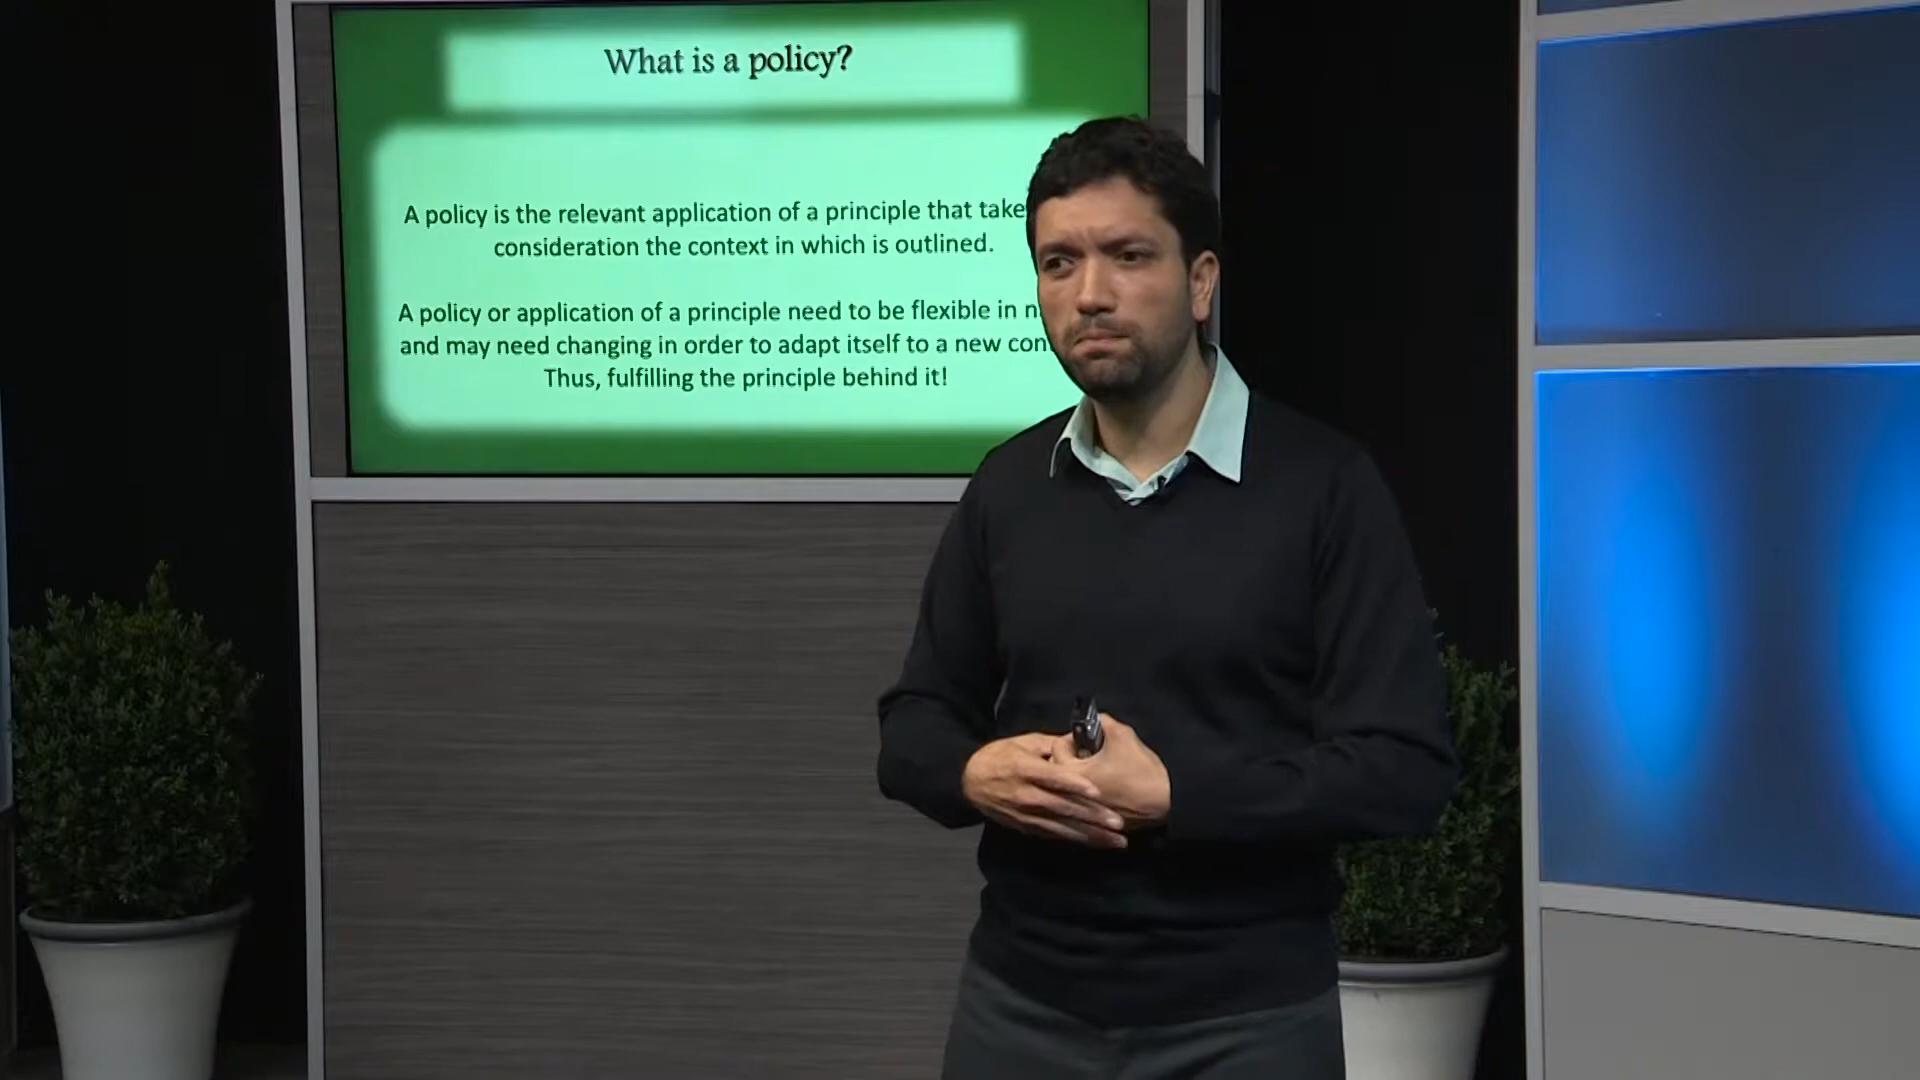 What is a policy?
A policy is the relevant application of a principle that take
consideration the context in which is outlined.
A policy or application of a principle need to be flexible in
and may need changing in order to adapt itself to a new
Thus, fulfilling the principle behind it!